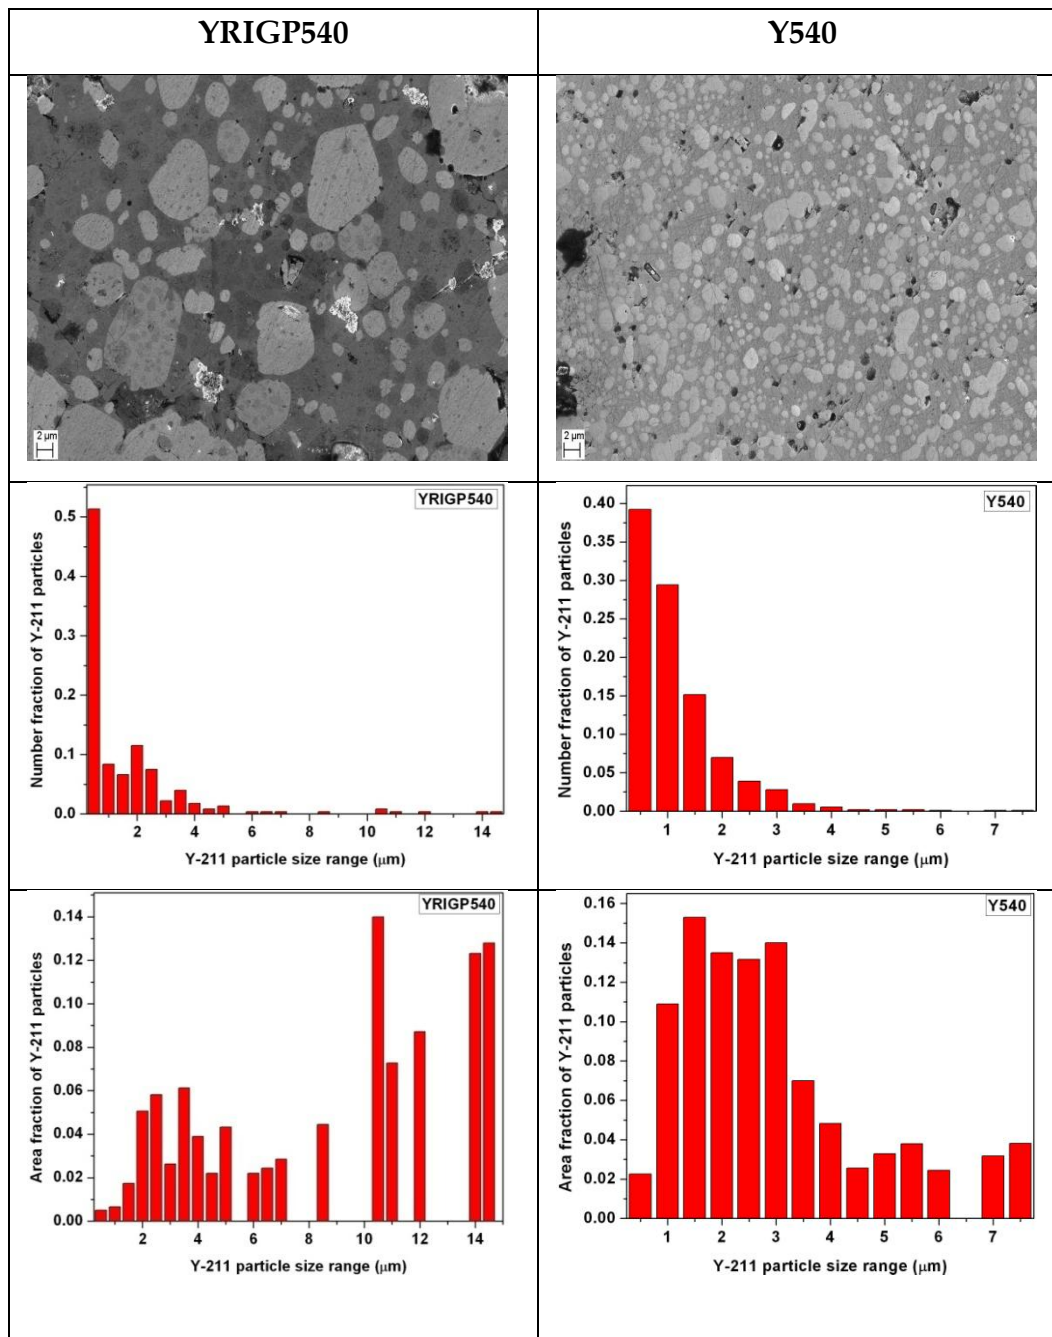 YRIGP540
Y540
2 µm
2 µm
YRIGP540
0.5
0.4
0.3
0.2
0.1
0.0
2 4 6 8 10 12 14
Number fraction of Y-211 particles
Y-211 particle size range (µm)
Y540
0.40
0.35
0.30
0.25
0.20
0.15
0.10
0.05
0.00
1 2 3 4 5 6 7
Number fraction of Y-211 particles
Y-211 particle size range (µm)
YRIGP540
0.14
0.12
0.10
0.08
0.06
0.04
0.02
0.00
2 4 6 8 10 12 14
Area fraction of Y-211 particles
Y-211 particle size range (µm)
Y540
0.16
0.14
0.12
0.10
0.08
0.06
0.04
0.02
0.00
1 2 3 4 5 6 7
Area fraction of Y-211 particles
Y-211 particle size range (µm)